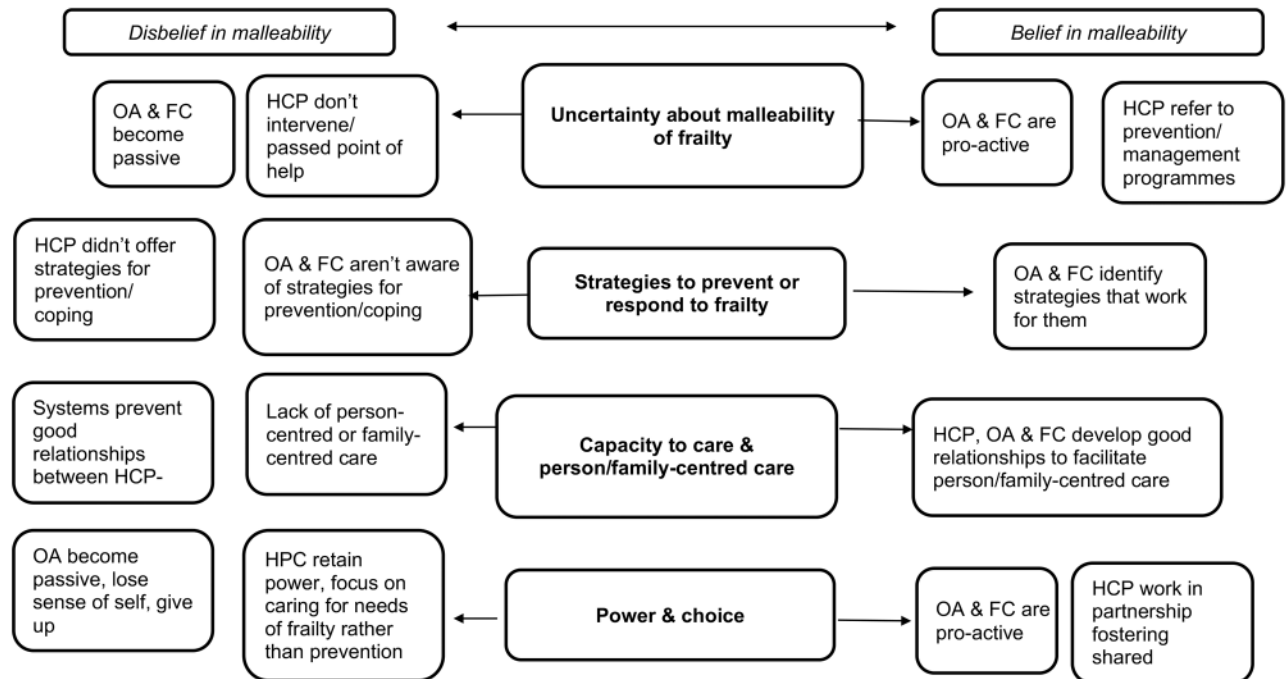 Disbelief in malleability
Belief in malleability
OA & FC
become
passive
HCP don't
intervene/
passed point of
help
Uncertainty about malleability
of frailty
OA & FC are
pro-active
HCP refer to
prevention/
management
programmes
HCP didn't offer
strategies for
prevention/
coping
OA & FC aren't aware
of strategies for
prevention/coping
Strategies to prevent or
respond to frailty
OA & FC identify
strategies that work
for them
Systems prevent
good
relationships
between HCP-
Lack of person-
centred or family-
centred care
Capacity to care &
person/family-centred care
HCP, OA & FC develop good
relationships to facilitate
person/family-centred care
OA become
passive, lose
sense of self, give
up
HPC retain
power, focus on
caring for needs
of frailty rather
than prevention
Power & choice
OA & FC are
pro-active
HCP work in
partnership
fostering
shared